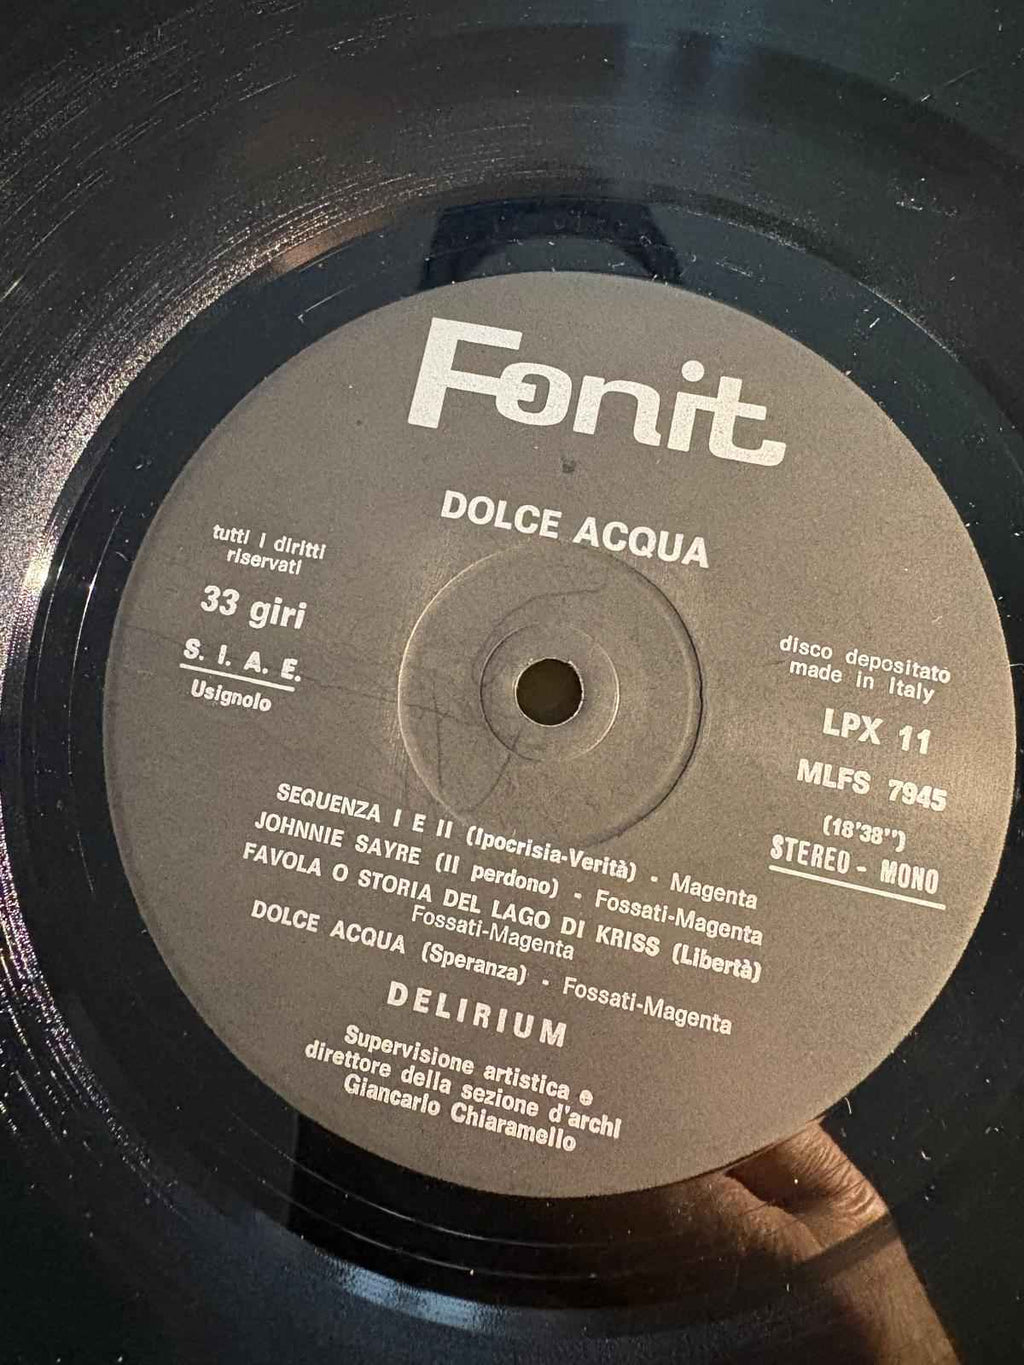 Fonit
DOLCE ACQUA
tutti i diritti
riservati
33 giri
S. I. A. E.
Usignolo
disco depositato
made in Italy
LPX 11
MLFS 7945
(18'38'')
STEREO - MONO
SEQUENZA I E II (Ipocrisia-Verità) - Magenta
JOHNNIE SAYRE (Il perdono) - Fossati-Magenta
FAVOLA O STORIA DEL LAGO DI KRISS (Libertà)
Fossati-Magenta
DOLCE ACQUA (Speranza) - Fossati-Magenta
DELIRIUM
Supervisione artistica e
direttore della sezione d'archi
Giancarlo Chiaramello